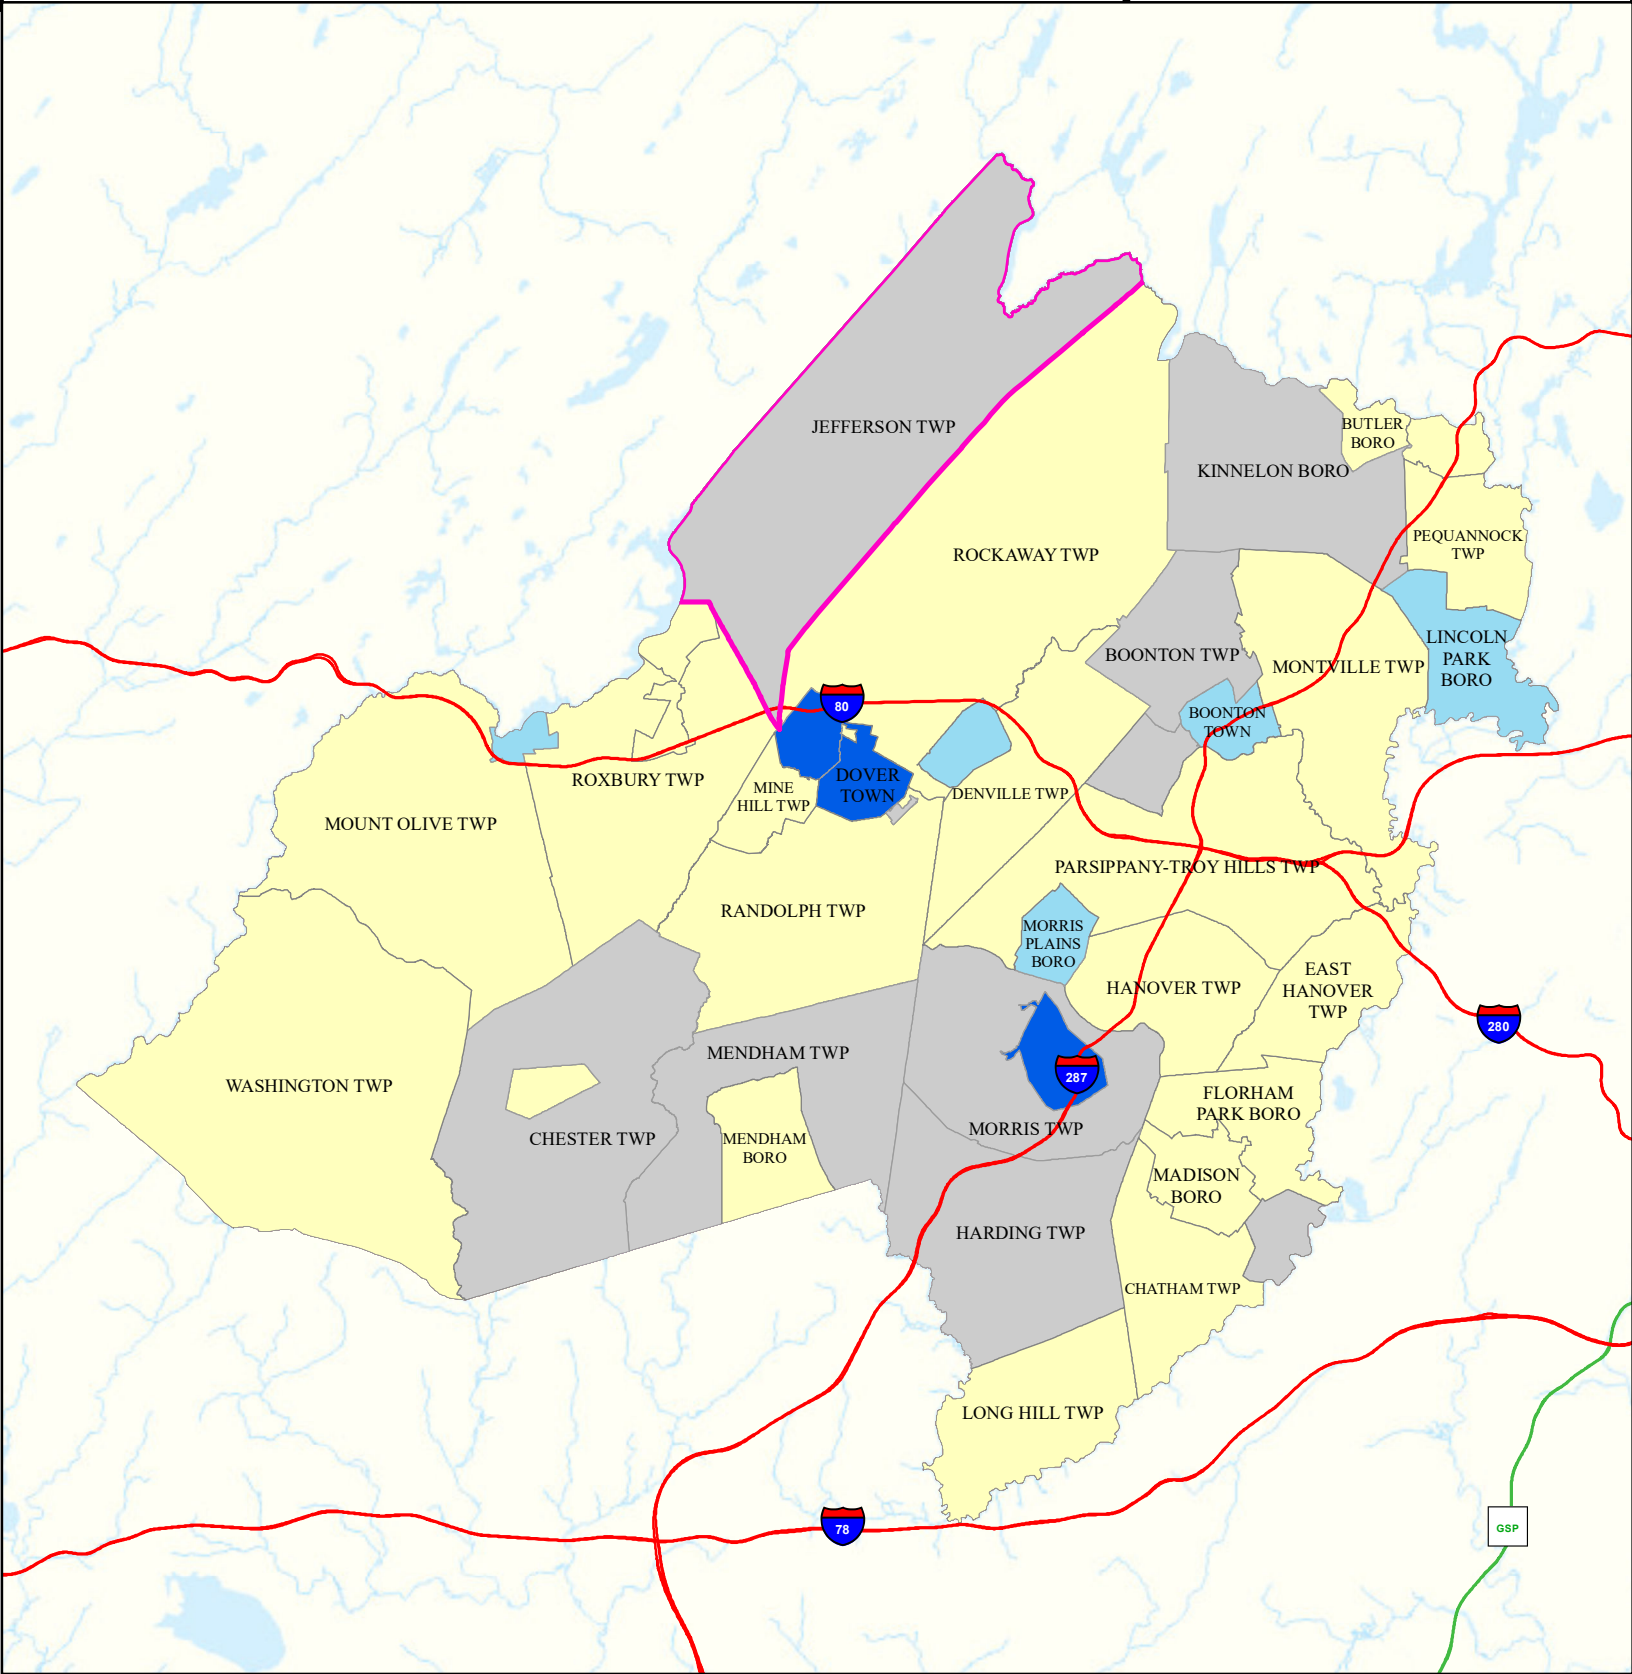 JEFFERSON TWP
BUTLER
BORO
KINNELON BORO
PEQUANNOCK
TWP
ROCKAWAY TWP
LINCOLN
PARK
BORO
BOONTON TWP
MONTVILLE TWP
80
BOONTON
TOWN
ROXBURY TWP
MINE
HILL TWP
DOVER
TOWN
DENVILLE TWP
MOUNT OLIVE TWP
PARSIPPANY-TROY HILLS TWP
RANDOLPH TWP
MORRIS
PLAINS
BORO
EAST
HANOVER
TWP
HANOVER TWP
280
MENDHAM TWP
287
WASHINGTON TWP
FLORHAM
PARK BORO
CHESTER TWP
MENDHAM
BORO
MORRIS TWP
MADISON
BORO
HARDING TWP
CHATHAM TWP
LONG HILL TWP
78
GSP